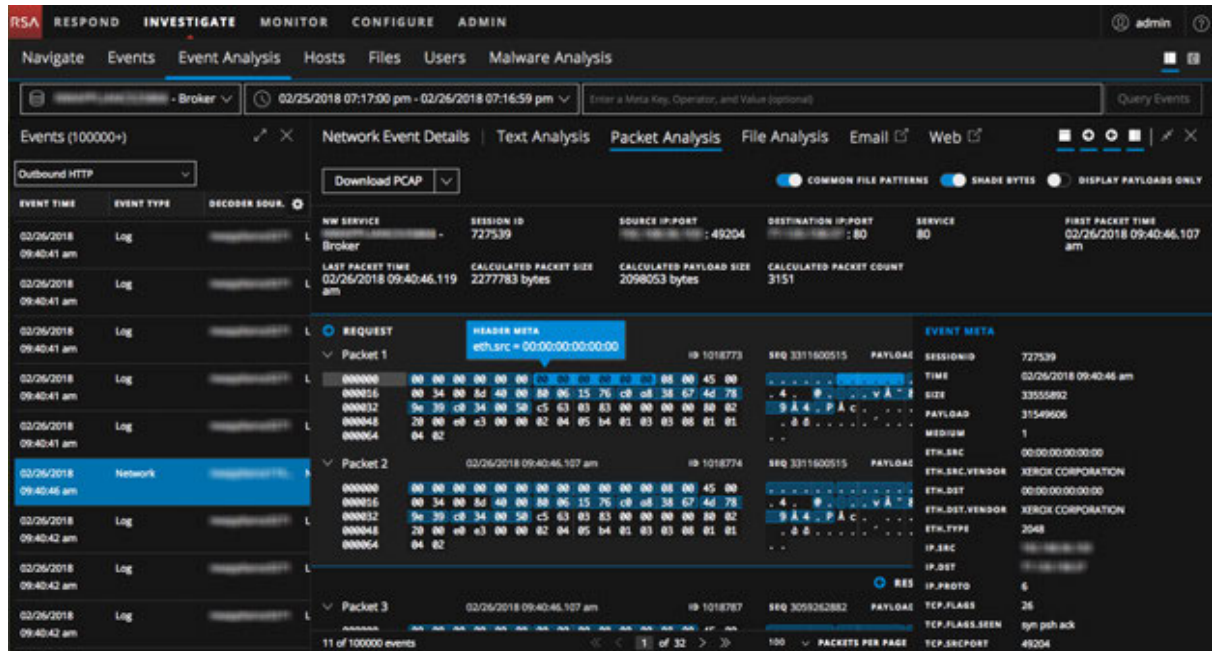 RSA RESPOND INVESTIGATE MONITOR CONFIGURE ADMIN admin
Navigate Events Event Analysis Hosts Files Users Malware Analysis
- Broker 02/25/2018 07:17:00 pm - 02/26/2018 07:16:59 pm Enter a Meta Key, Operator, and Value (optional) Query Events
Events (100000+)
Outbound HTTP
EVENT TIME EVENT TYPE DECODER SOUR.
02/26/2018 Log
09:40:41 am
02/26/2018 Log
09:40:41 am
02/26/2018 Log
09:40:41 am
02/26/2018 Log
09:40:41 am
02/26/2018 Log
09:40:41 am
02/26/2018 Network
09:40:46 am
02/26/2018 Log
09:40:42 am
02/26/2018 Log
09:40:42 am
02/26/2018 Log
09:40:42 am
Network Event Details Text Analysis Packet Analysis File Analysis Email Web
Download PCAP COMMON FILE PATTERNS SHADE BYTES DISPLAY PAYLOADS ONLY
NW SERVICE SESSION ID SOURCE IP:PORT DESTINATION IP:PORT SERVICE FIRST PACKET TIME
- Broker 727539 : 49204 : 80 80 02/26/2018 09:40:46.107 am
LAST PACKET TIME CALCULATED PACKET SIZE CALCULATED PAYLOAD SIZE CALCULATED PACKET COUNT
02/26/2018 09:40:46.119 am 2277783 bytes 2098053 bytes 3151
REQUEST
HEADER META
eth.src = 00:00:00:00:00:00
Packet 1 ID 1018773 SEQ 3311600515 PAYLOAD
000000 00 00 00 00 00 00 00 00 00 00 00 00 08 00 45 00
000016 00 34 00 8d 40 00 80 06 15 76 c0 a8 38 67 4d 78
000032 9e 39 c0 34 00 50 c5 63 03 83 00 00 00 00 80 02
000048 20 00 e0 e3 00 00 02 04 05 b4 01 03 03 08 01 01
000064 04 02
Packet 2 02/26/2018 09:40:46.107 am ID 1018774 SEQ 3311600515 PAYLOAD
000000 00 00 00 00 00 00 00 00 00 00 00 00 08 00 45 00
000016 00 34 00 8d 40 00 80 06 15 76 c0 a8 38 67 4d 78
000032 9e 39 c0 34 00 50 c5 63 03 83 00 00 00 00 80 02
000048 20 00 e0 e3 00 00 02 04 05 b4 01 03 03 08 01 01
000064 04 02
RES
Packet 3 02/26/2018 09:40:46.107 am ID 1018787 SEQ 3059262882 PAYLOAD
11 of 100000 events 1 of 32 100 PACKETS PER PAGE
EVENT META
SESSIONID 727539
TIME 02/26/2018 09:40:46 am
SIZE 33555892
PAYLOAD 31549606
MEDIUM 1
ETH.SRC 00:00:00:00:00:00
ETH.SRC.VENDOR XEROX CORPORATION
ETH.DST 00:00:00:00:00:00
ETH.DST.VENDOR XEROX CORPORATION
ETH.TYPE 2048
IP.SRC
IP.DST
IP.PROTO 6
TCP.FLAGS 26
TCP.FLAGS.SEEN syn psh ack
TCP.SRCPORT 49204